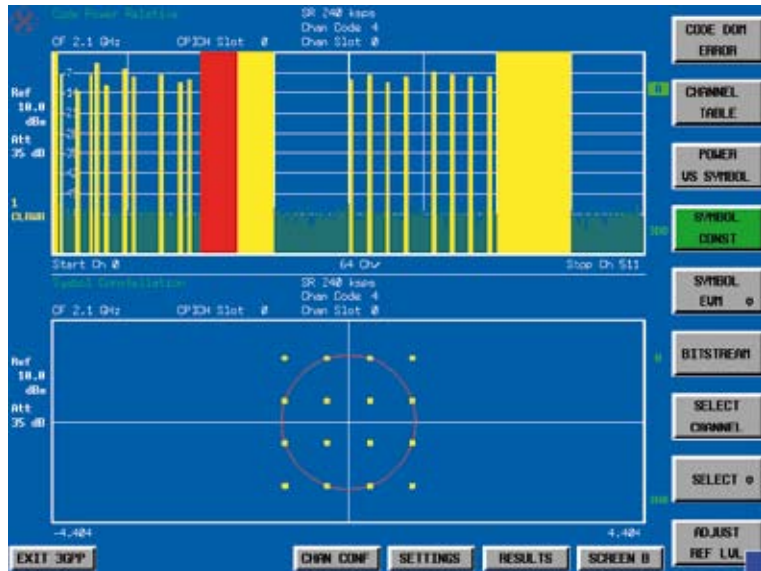 Code Power Relative
SR 240 ksps
Chan Code 4
CF 2.1 GHz CPICH Slot 0 Chan Slot 0
Ref
10.0
dBm
Att
35 dB
1
CLRWR
Start Ch 0 64 Ch/ Stop Ch 511
Symbol Constellation
SR 240 ksps
Chan Code 4
CF 2.1 GHz CPICH Slot 0 Chan Slot 0
Ref
10.0
dBm
Att
35 dB
-4.404 4.404
CODE DOM
ERROR
CHANNEL
TABLE
POWER
VS SYMBOL
SYMBOL
CONST
SYMBOL
EVM
BITSTREAM
SELECT
CHANNEL
SELECT
ADJUST
REF LVL
EXIT 3GPP CHAN CONF SETTINGS RESULTS SCREEN B